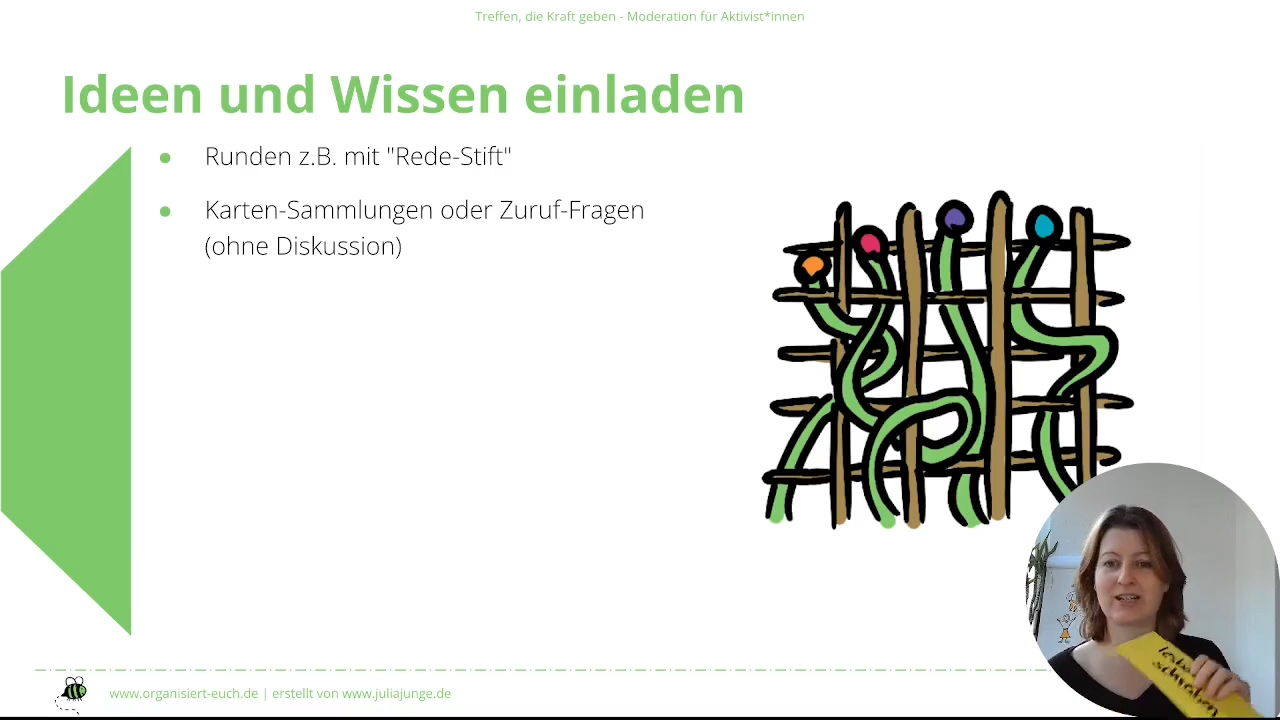 Treffen, die Kraft geben - Moderation für Aktivist*innen
Ideen und Wissen einladen
Runden z.B. mit "Rede-Stift"
Karten-Sammlungen oder Zuruf-Fragen
(ohne Diskussion)
www.organisiert-euch.de | erstellt von www.juliajunge.de